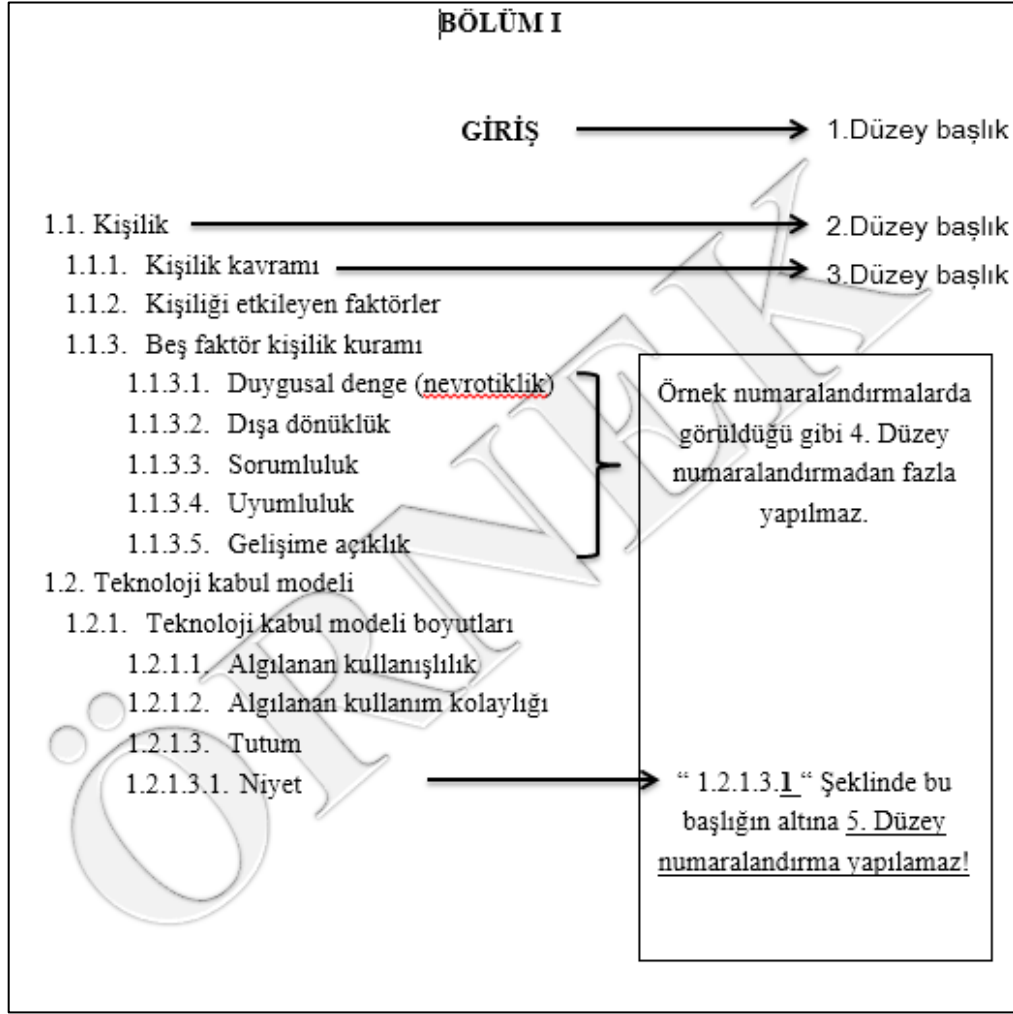 BÖLÜM I
GİRİŞ
1.Düzey başlık
1.1. Kişilik
2.Düzey başlık
1.1.1. Kişilik kavramı
3.Düzey başlık
1.1.2. Kişiliği etkileyen faktörler
1.1.3. Beş faktör kişilik kuramı
1.1.3.1. Duygusal denge (nevrotiklik)
1.1.3.2. Dışa dönüklük
1.1.3.3. Sorumluluk
1.1.3.4. Uyumluluk
1.1.3.5. Gelişime açıklık
Örnek numaralandırmalarda
görüldüğü gibi 4. Düzey
numaralandırmadan fazla
yapılmaz.
1.2. Teknoloji kabul modeli
1.2.1. Teknoloji kabul modeli boyutları
1.2.1.1. Algılanan kullanışlılık
1.2.1.2. Algılanan kullanım kolaylığı
1.2.1.3. Tutum
1.2.1.3.1. Niyet
“ 1.2.1.3.1 “ Şeklinde bu
başlığın altına 5. Düzey
numaralandırma yapılamaz!
ÖRNEK